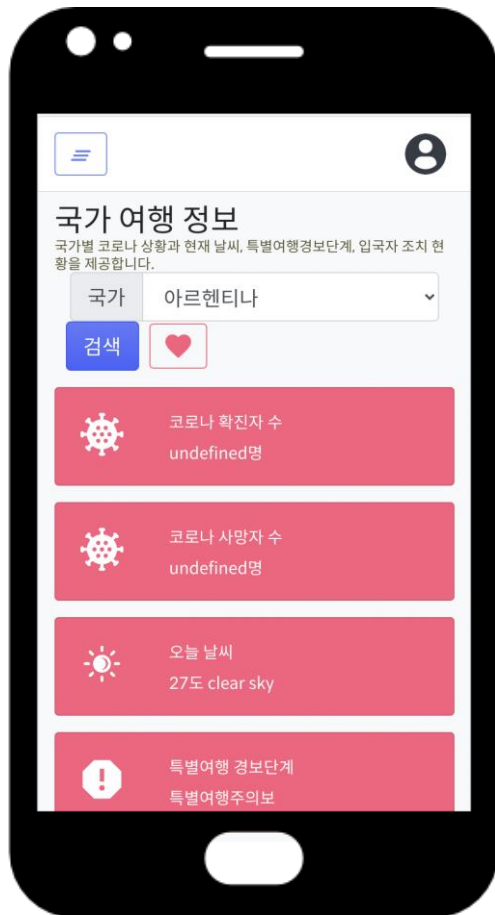 국가 여행 정보
국가별 코로나 상황과 현재 날씨, 특별여행경보단계, 입국자 조치 현
황을 제공합니다.
국가 아르헨티나
검색
코로나 확진자 수
undefined명
코로나 사망자 수
undefined명
오늘 날씨
27도 clear sky
특별여행 경보단계
특별여행주의보